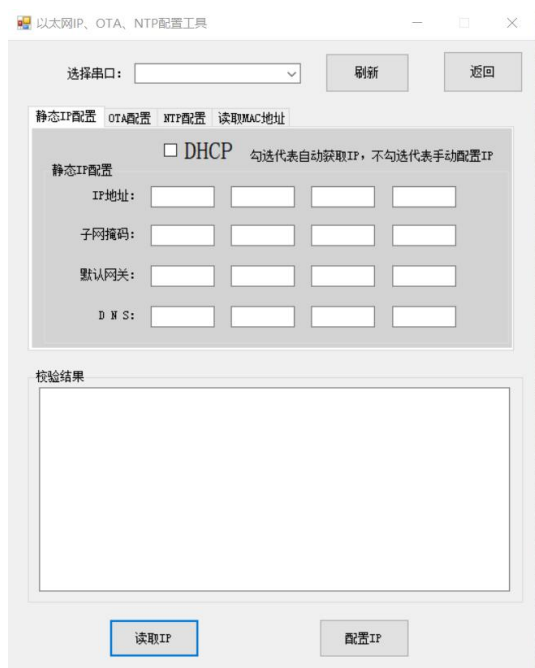 以太网IP、OTA、NTP配置工具
选择串口：
刷新
返回
静态IP配置 OTA配置 NTP配置 读取MAC地址
DHCP 勾选代表自动获取IP，不勾选代表手动配置IP
静态IP配置
IP地址：
子网掩码：
默认网关：
D N S：
校验结果
读取IP
配置IP